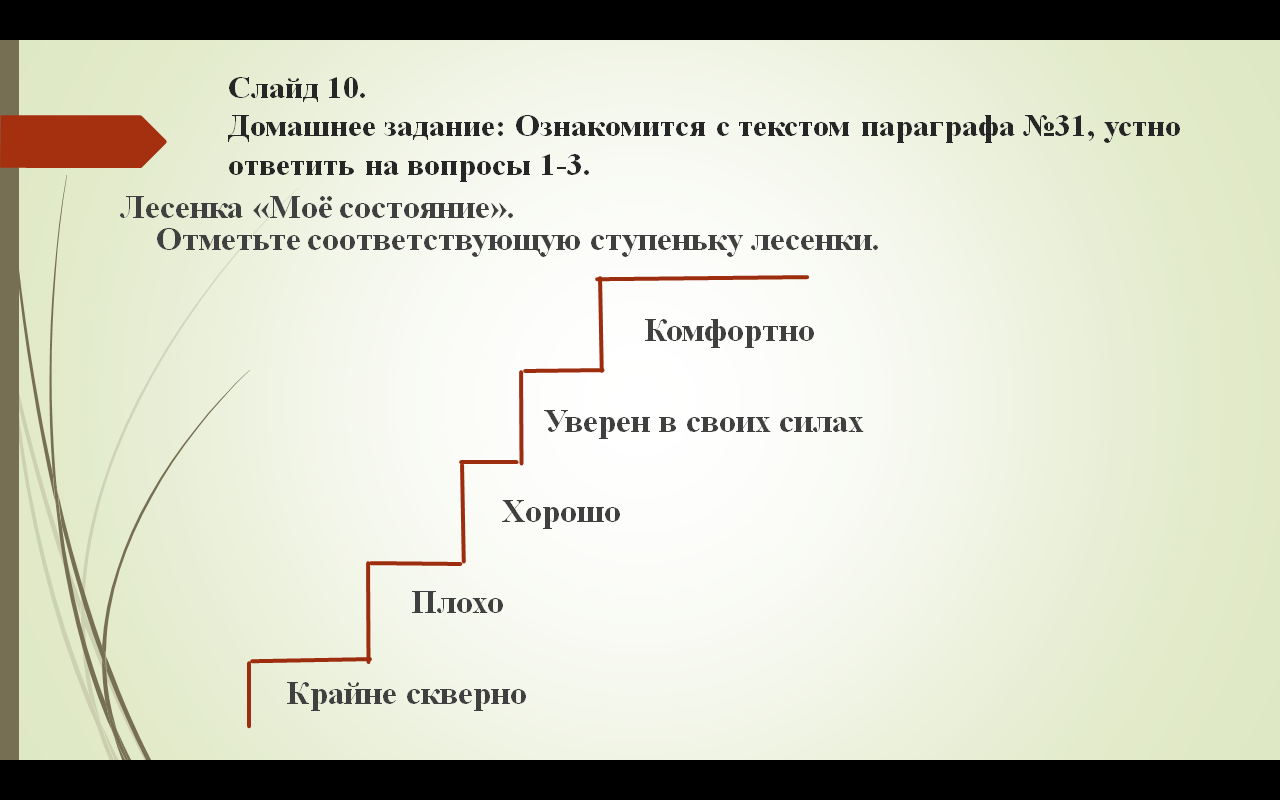 Слайд 10.
Домашнее задание: Ознакомится с текстом параграфа №31, устно
ответить на вопросы 1-3.
Лесенка «Моё состояние».
Отметьте соответствующую ступеньку лесенки.
Комфортно
Уверен в своих силах
Хорошо
Плохо
Крайне скверно